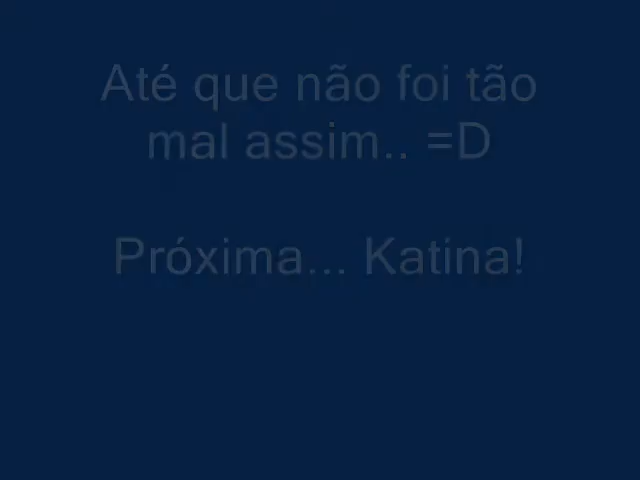 Até que não foi tão
mal assim.. =D
Próxima... Katina!